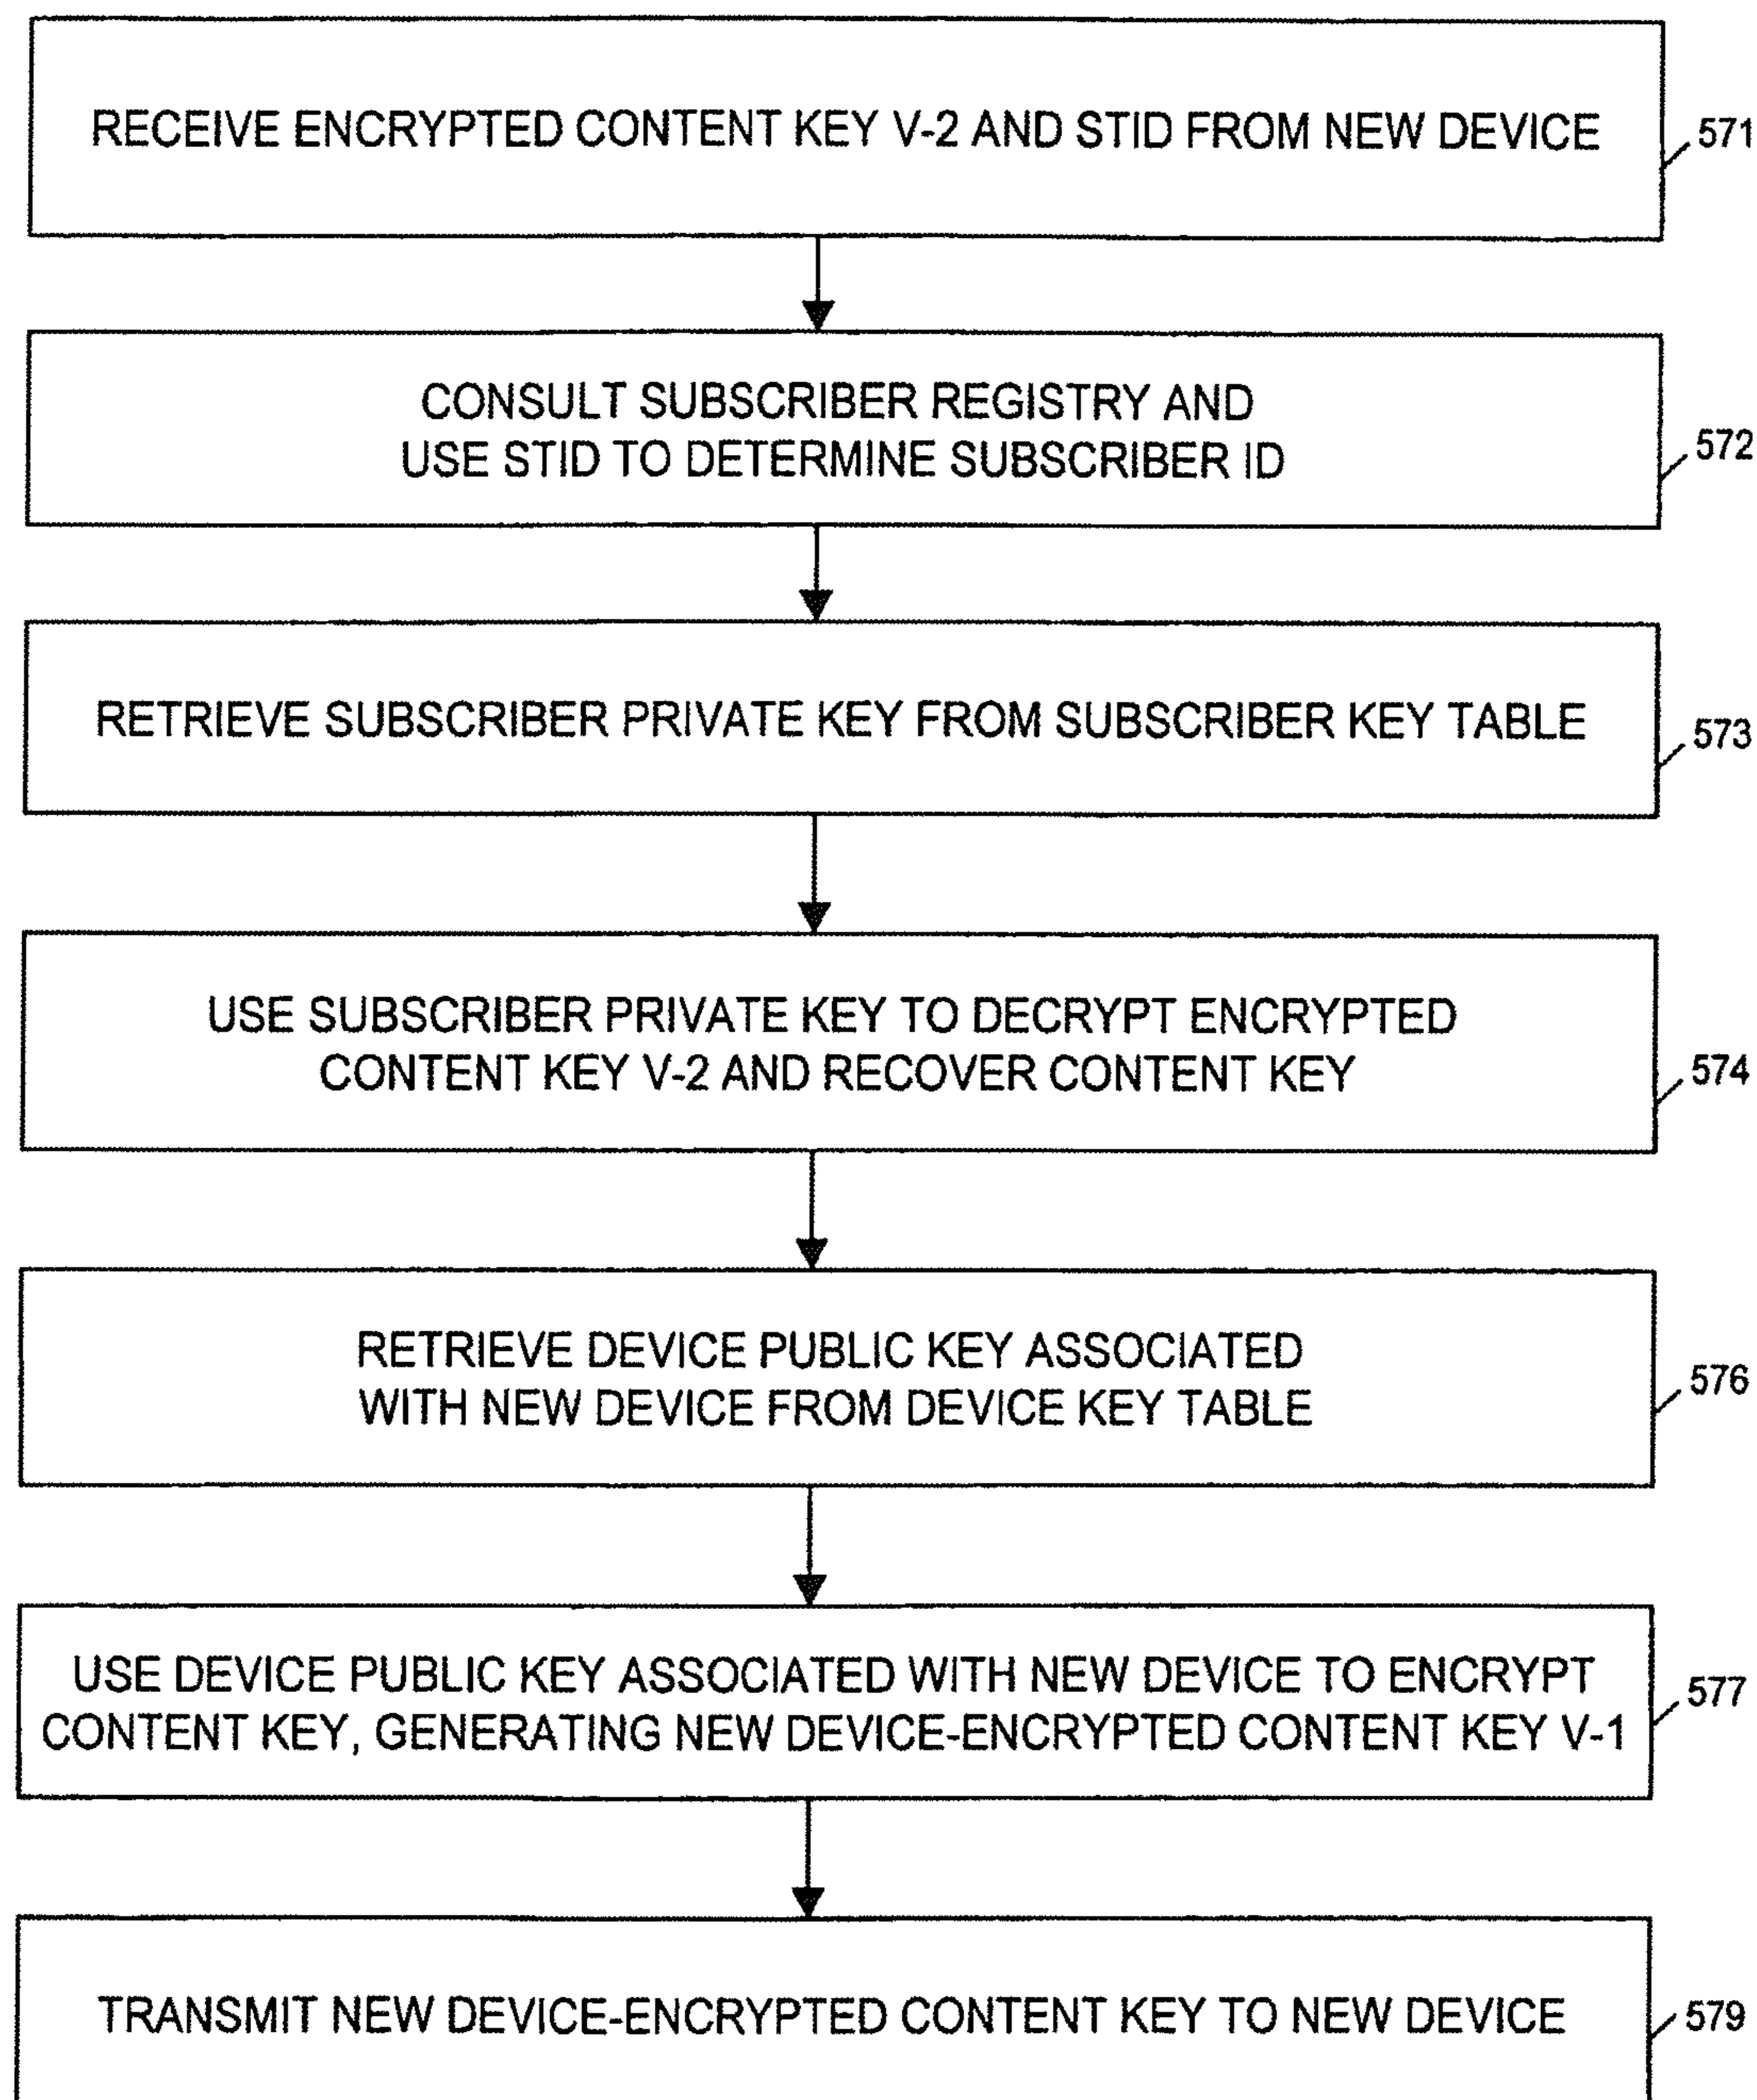 RECEIVE ENCRYPTED CONTENT KEY V-2 AND STID FROM NEW DEVICE
571
CONSULT SUBSCRIBER REGISTRY AND
USE STID TO DETERMINE SUBSCRIBER ID
572
RETRIEVE SUBSCRIBER PRIVATE KEY FROM SUBSCRIBER KEY TABLE
573
USE SUBSCRIBER PRIVATE KEY TO DECRYPT ENCRYPTED
CONTENT KEY V-2 AND RECOVER CONTENT KEY
574
RETRIEVE DEVICE PUBLIC KEY ASSOCIATED
WITH NEW DEVICE FROM DEVICE KEY TABLE
576
USE DEVICE PUBLIC KEY ASSOCIATED WITH NEW DEVICE TO ENCRYPT
CONTENT KEY, GENERATING NEW DEVICE-ENCRYPTED CONTENT KEY V-1
577
TRANSMIT NEW DEVICE-ENCRYPTED CONTENT KEY TO NEW DEVICE
579